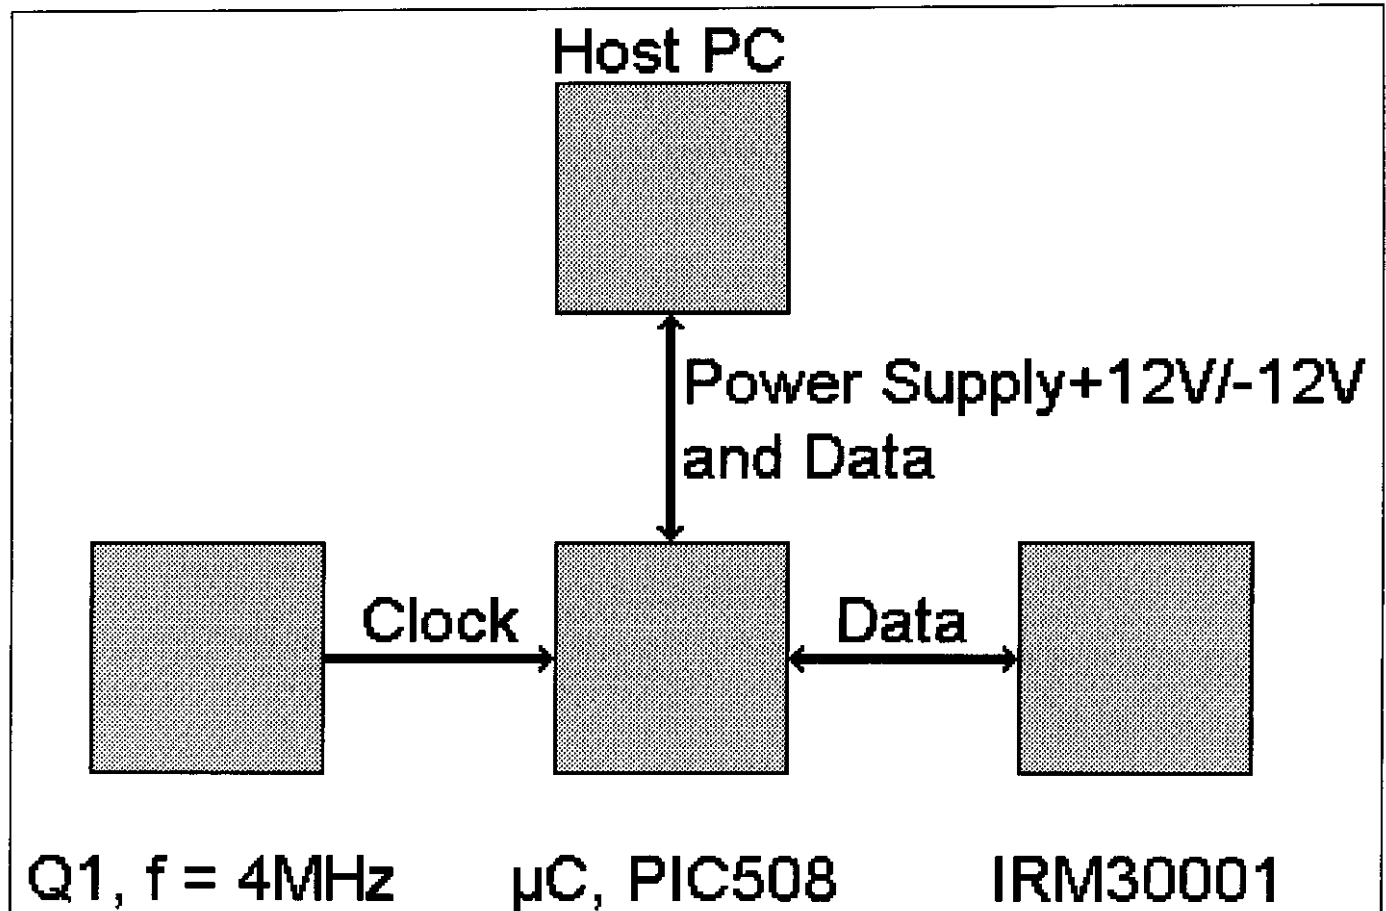 Host PC
Power Supply+12V/-12V
and Data
Clock
Data
Q1, f = 4MHz
µC, PIC508
IRM30001